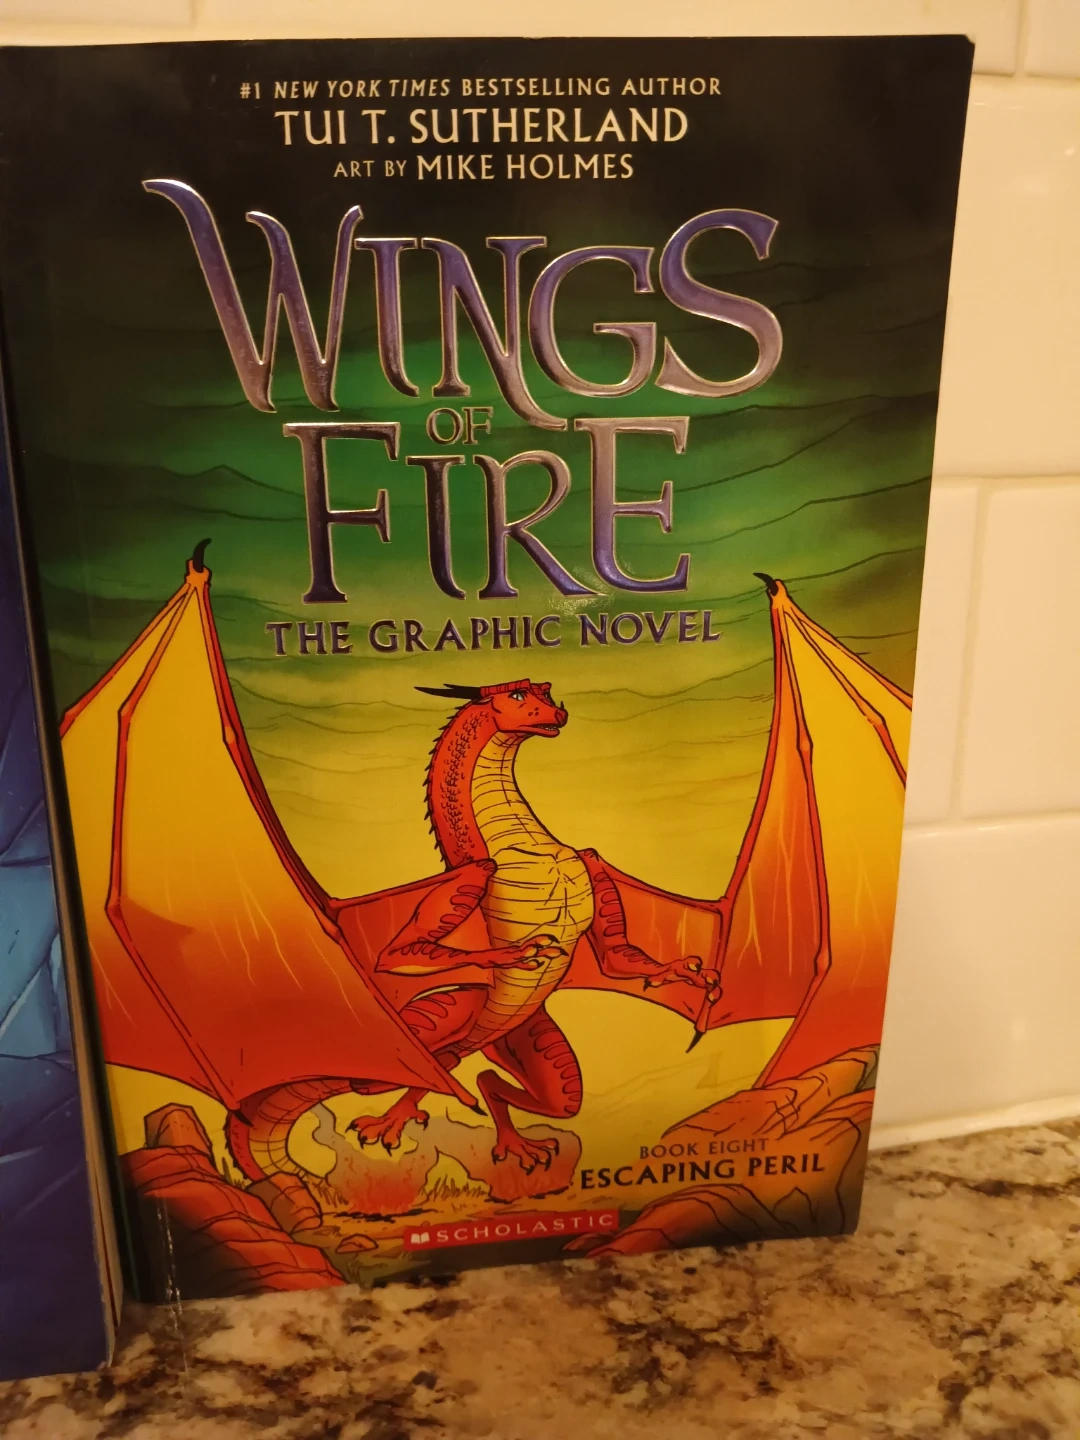 #1 NEW YORK TIMES BESTSELLING AUTHOR
TUI T. SUTHERLAND
ART BY MIKE HOLMES
WINGS
OF
FIRE
THE GRAPHIC NOVEL
BOOK EIGHT
ESCAPING PERIL
SCHOLASTIC